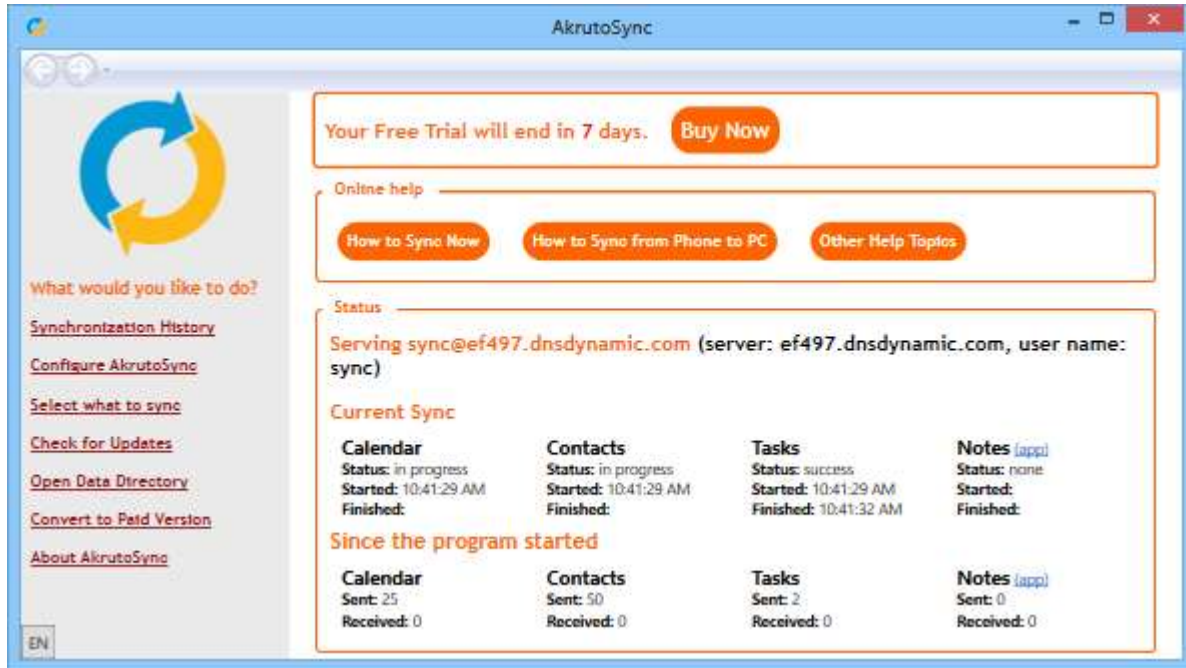 AkrutoSync
Your Free Trial will end in 7 days.
Buy Now
Online help
How to Sync Now
How to Sync from Phone to PC
Other Help Topics
What would you like to do?
Synchronization History
Configure AkrutoSync
Select what to sync
Check for Updates
Open Data Directory
Convert to Paid Version
About AkrutoSync
EN
Status
Serving sync@ef497.dnsdynamic.com (server: ef497.dnsdynamic.com, user name:
sync)
Current Sync
Calendar
Status: in progress
Started: 10:41:29 AM
Finished:
Contacts
Status: in progress
Started: 10:41:29 AM
Finished:
Tasks
Status: success
Started: 10:41:29 AM
Finished: 10:41:32 AM
Notes (app)
Status: none
Started:
Finished:
Since the program started
Calendar
Sent: 25
Received: 0
Contacts
Sent: 50
Received: 0
Tasks
Sent: 2
Received: 0
Notes (app)
Sent: 0
Received: 0